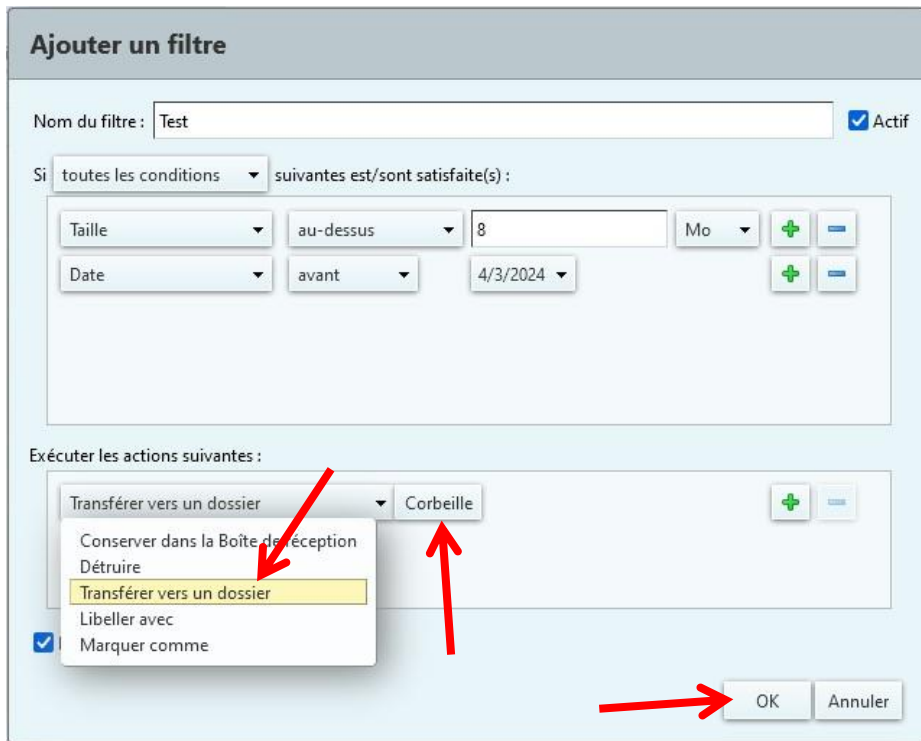 Ajouter un filtre
Nom du filtre : Test Actif
Si toutes les conditions suivantes est/sont satisfaite(s) :
Taille au-dessus 8 Mo
Date avant 4/3/2024
Exécuter les actions suivantes :
Transférer vers un dossier Corbeille
Conserver dans la Boîte de réception
Détruire
Transférer vers un dossier
Libeller avec
Marquer comme
OK Annuler